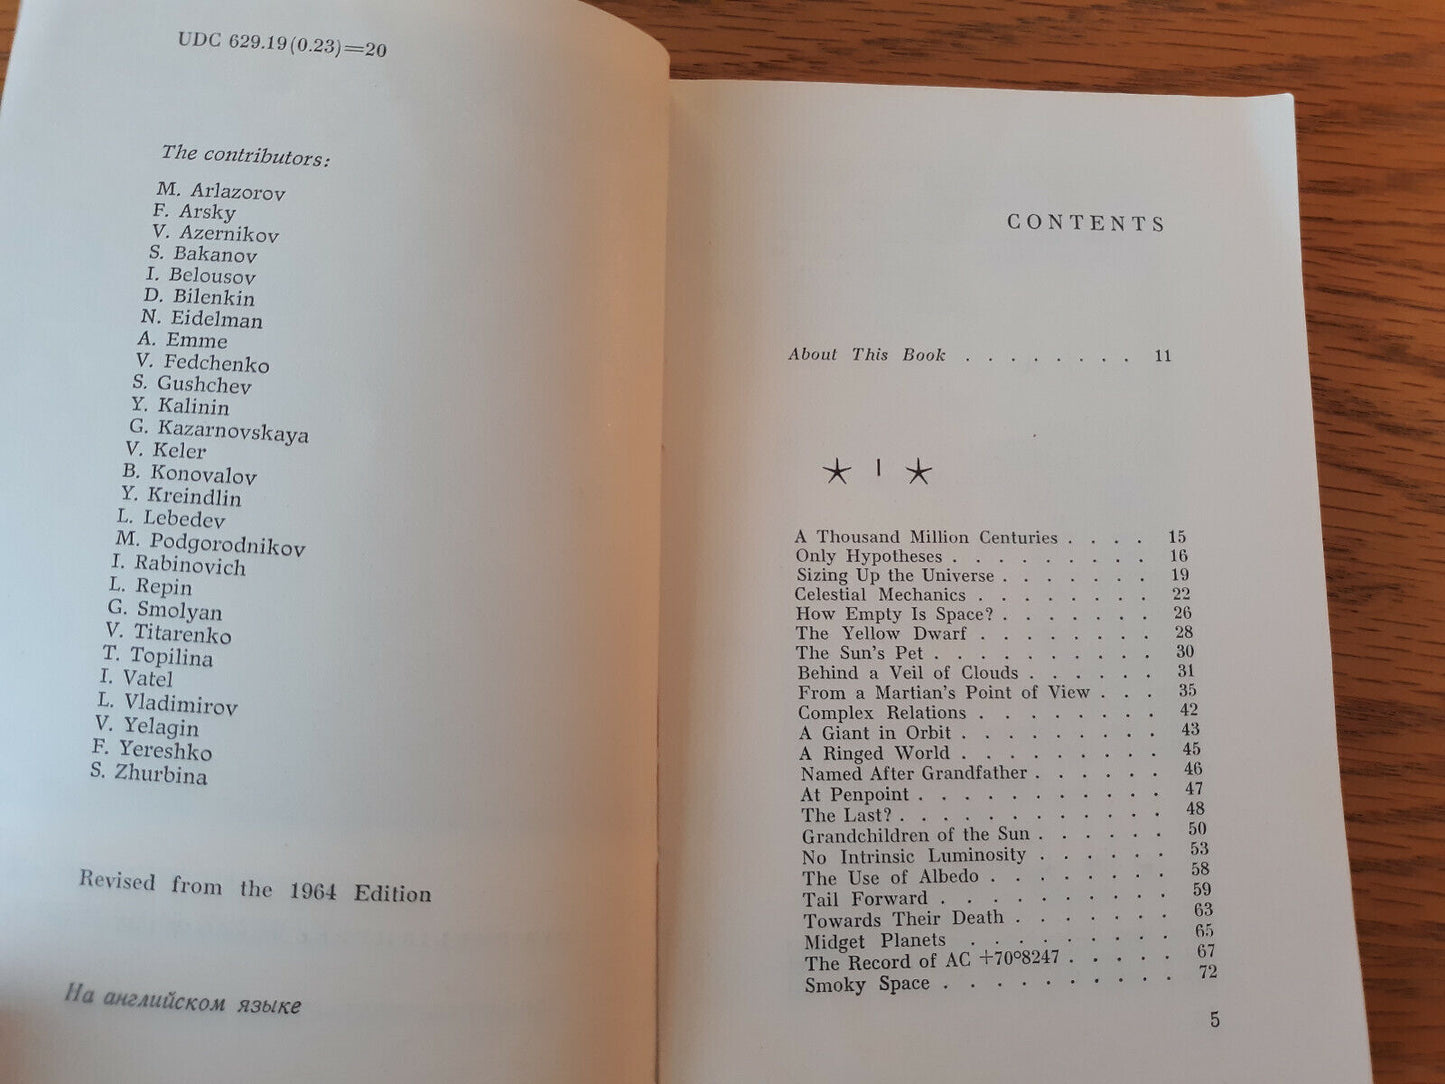 UDC 629.19(0.23)=20
The contributors:
M. Arlazorov
F. Arsky
V. Azernikov
S. Bakanov
I. Belousov
D. Bilenkin
N. Eidelman
A. Emme
V. Fedchenko
S. Gushchev
Y. Kalinin
G. Kazarnovskaya
V. Keler
B. Konovalov
Y. Kreindlin
L. Lebedev
M. Podgorodnikov
I. Rabinovich
L. Repin
G. Smolyan
V. Titarenko
T. Topilina
I. Vatel
L. Vladimirov
V. Yelagin
F. Yereshko
S. Zhurbina
Revised from the 1964 Edition
На английском языке
CONTENTS
About This Book . . . . . . . . 11
I
A Thousand Million Centuries . . . . 15
Only Hypotheses . . . . . . . . . 16
Sizing Up the Universe . . . . . . . 19
Celestial Mechanics . . . . . . . . 22
How Empty Is Space? . . . . . . . 26
The Yellow Dwarf . . . . . . . . 28
The Sun's Pet . . . . . . . . . . 30
Behind a Veil of Clouds . . . . . . 31
From a Martian's Point of View . . . 35
Complex Relations . . . . . . . . 42
A Giant in Orbit . . . . . . . . . 43
A Ringed World . . . . . . . . . 45
Named After Grandfather . . . . . . 46
At Penpoint . . . . . . . . . . . 47
The Last? . . . . . . . . . . . . 48
Grandchildren of the Sun . . . . . . 50
No Intrinsic Luminosity . . . . . . 53
The Use of Albedo . . . . . . . . 58
Tail Forward . . . . . . . . . . 59
Towards Their Death . . . . . . . 63
Midget Planets . . . . . . . . . 65
The Record of AC +70°8247 . . . . . 67
Smoky Space . . . . . . . . . . 72
5